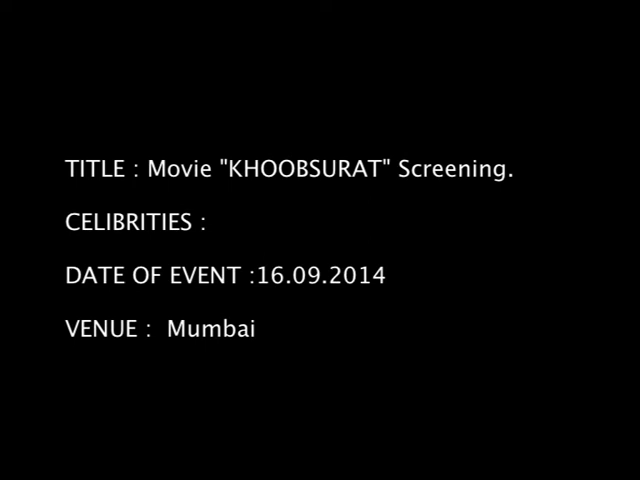 TITLE : Movie "KHOOBSURAT" Screening.
CELIBRITIES :
DATE OF EVENT :16.09.2014
VENUE :  Mumbai